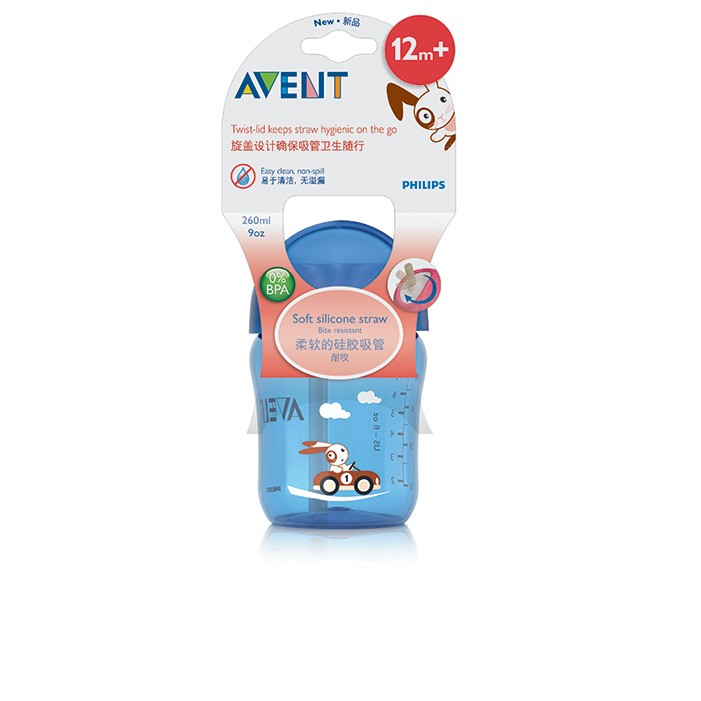 New • 新品
12m+
AVENT
Twist-lid keeps straw hygienic on the go
旋盖设计确保吸管卫生随行
Easy clean, non-spill
易于清洁, 无溢漏
PHILIPS
260ml
9oz
0%
BPA
Soft silicone straw
Bite resistant
柔软的硅胶吸管
耐咬
1